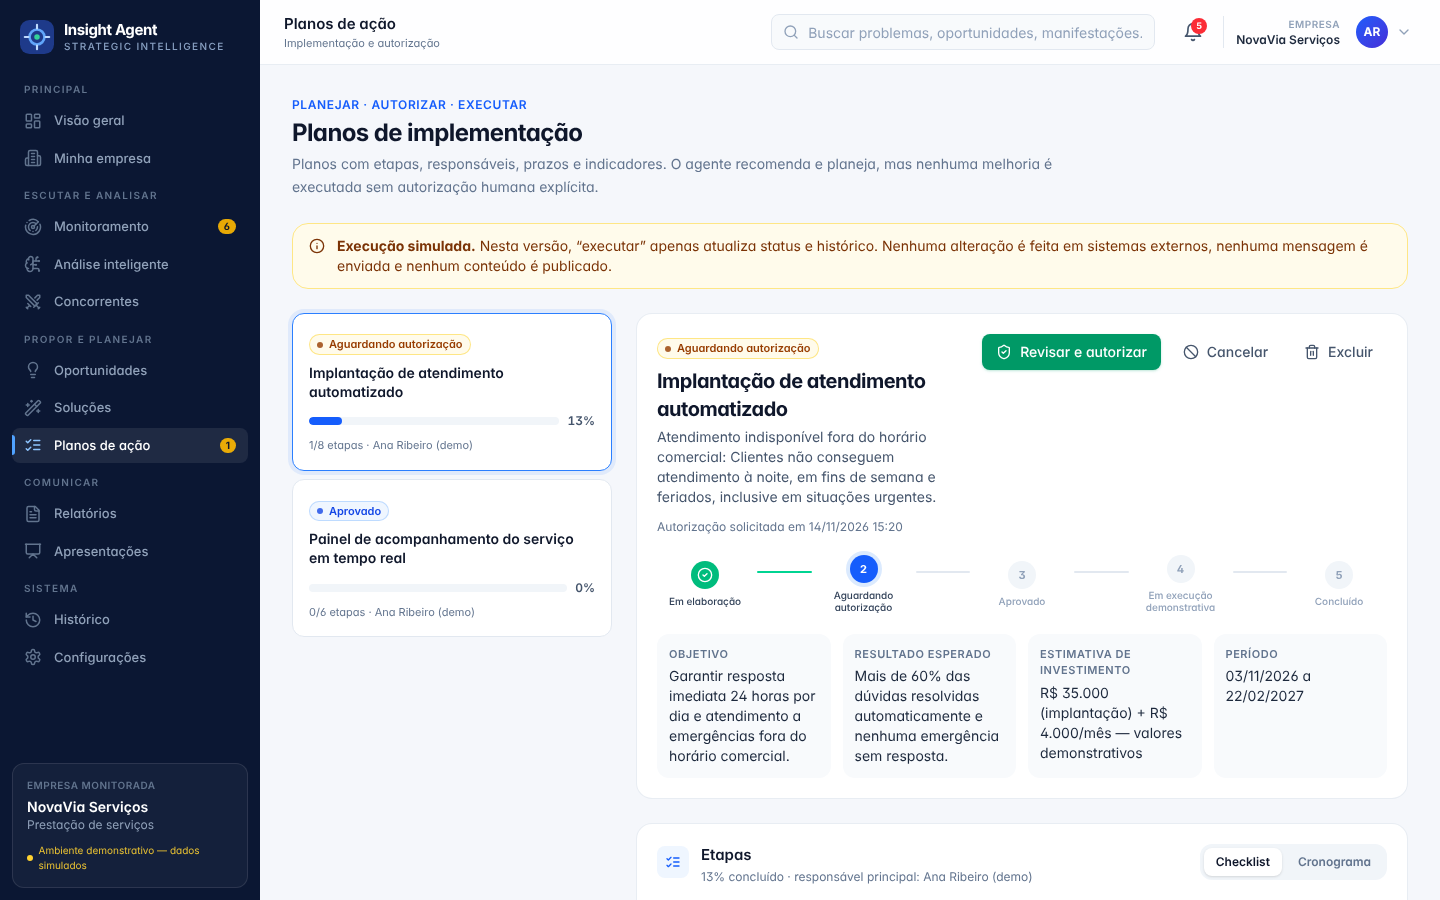 Insight Agent
STRATEGIC INTELLIGENCE
PRINCIPAL
Visão geral
Minha empresa
ESCUTAR E ANALISAR
Monitoramento 6
Análise inteligente
Concorrentes
PROPOR E PLANEJAR
Oportunidades
Soluções
Planos de ação 1
COMUNICAR
Relatórios
Apresentações
SISTEMA
Histórico
Configurações
EMPRESA MONITORADA
NovaVia Serviços
Prestação de serviços
Ambiente demonstrativo — dados
simulados
Planos de ação
Implementação e autorização
Buscar problemas, oportunidades, manifestações.
5
EMPRESA
NovaVia Serviços
AR
PLANEJAR · AUTORIZAR · EXECUTAR
Planos de implementação
Planos com etapas, responsáveis, prazos e indicadores. O agente recomenda e planeja, mas nenhuma melhoria é
executada sem autorização humana explícita.
Execução simulada. Nesta versão, “executar” apenas atualiza status e histórico. Nenhuma alteração é feita em sistemas externos, nenhuma mensagem é
enviada e nenhum conteúdo é publicado.
Aguardando autorização
Implantação de atendimento
automatizado
13%
1/8 etapas · Ana Ribeiro (demo)
Aprovado
Painel de acompanhamento do serviço
em tempo real
0%
0/6 etapas · Ana Ribeiro (demo)
Aguardando autorização
Implantação de atendimento
automatizado
Atendimento indisponível fora do horário
comercial: Clientes não conseguem
atendimento à noite, em fins de semana e
feriados, inclusive em situações urgentes.
Autorização solicitada em 14/11/2026 15:20
Revisar e autorizar
Cancelar
Excluir
Em elaboração
2
Aguardando
autorização
3
Aprovado
4
Em execução
demonstrativa
5
Concluído
OBJETIVO
Garantir resposta
imediata 24 horas por
dia e atendimento a
emergências fora do
horário comercial.
RESULTADO ESPERADO
Mais de 60% das
dúvidas resolvidas
automaticamente e
nenhuma emergência
sem resposta.
ESTIMATIVA DE
INVESTIMENTO
R$ 35.000
(implantação) + R$
4.000/mês — valores
demonstrativos
PERÍODO
03/11/2026 a
22/02/2027
Etapas
13% concluído · responsável principal: Ana Ribeiro (demo)
Checklist
Cronograma